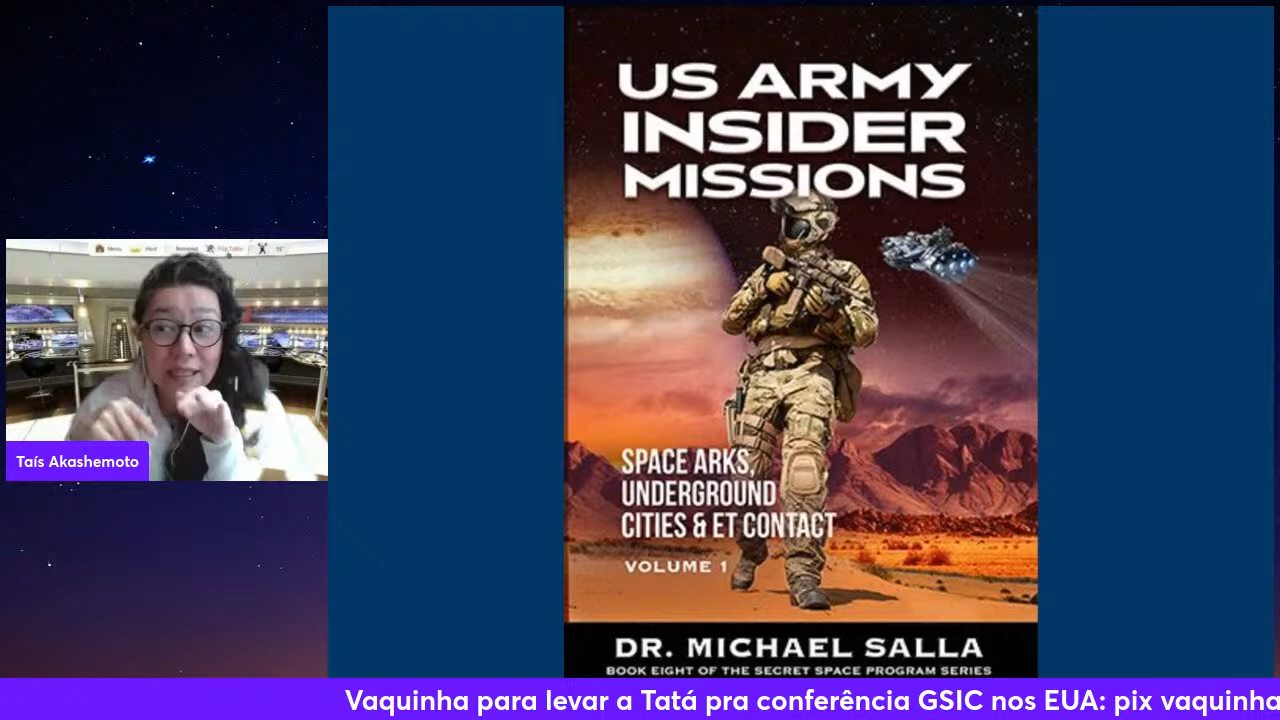 US ARMY
INSIDER
MISSIONS
Menu
Taís Akashemoto
SPACE ARKS,
UNDERGROUND
CITIES & ET CONTACT
VOLUME 1
DR. MICHAEL SALLA
BOOK EIGHT OF THE SECRET SPACE PROGRAM SERIES
Vaquinha para levar a Tatá pra conferência GSIC nos EUA: pix vaquinha